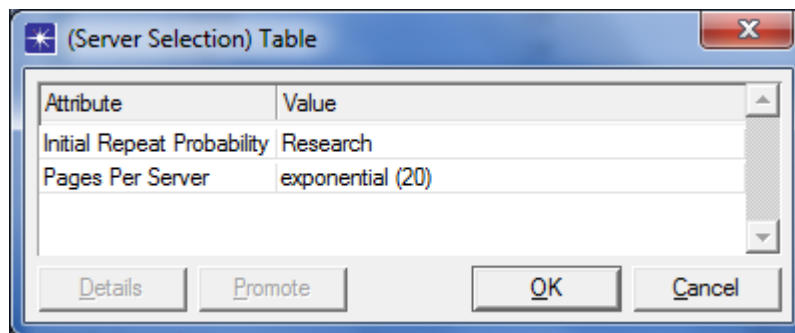 (Server Selection) Table
Attribute Value
Initial Repeat Probability Research
Pages Per Server exponential (20)
Details Promote OK Cancel